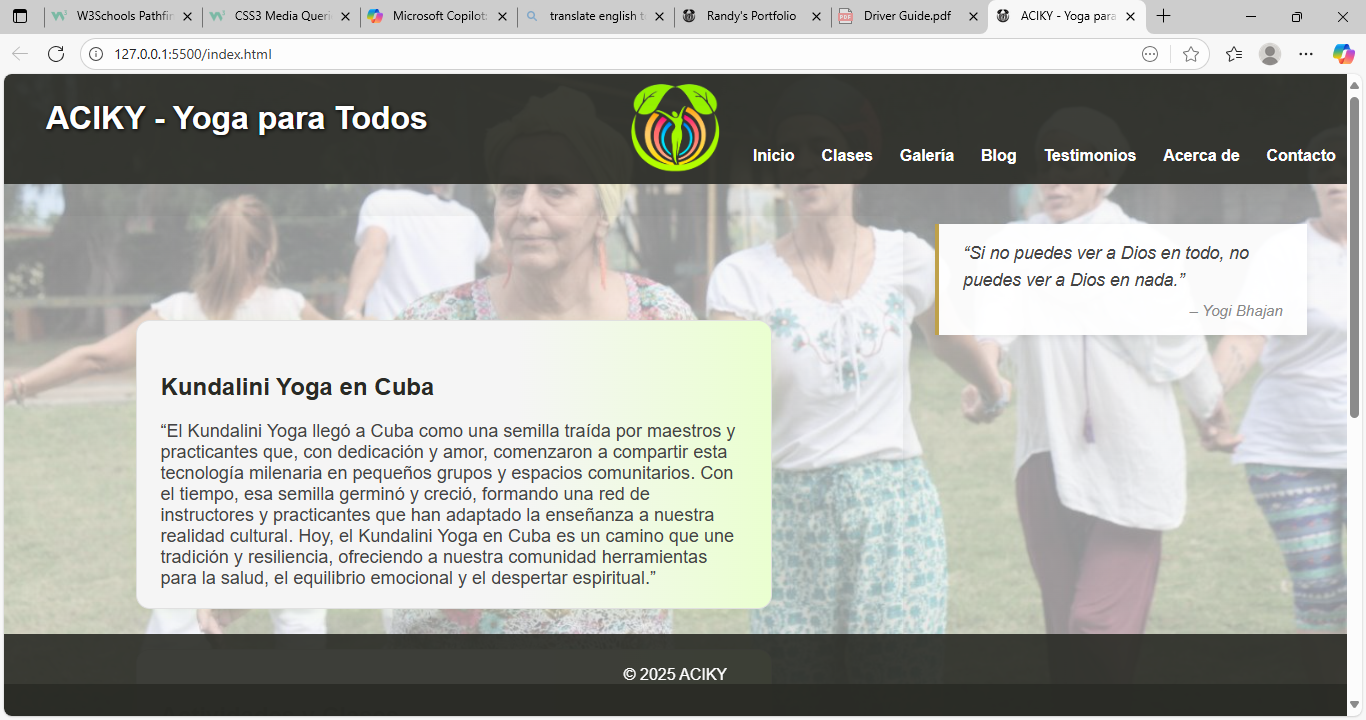 W3Schools Pathfin
CSS3 Media Queri
Microsoft Copilot:
translate english t
Randy's Portfolio
Driver Guide.pdf
ACIKY - Yoga para
127.0.0.1:5500/index.html
ACIKY - Yoga para Todos
Inicio Clases Galería Blog Testimonios Acerca de Contacto
“Si no puedes ver a Dios en todo, no
puedes ver a Dios en nada.”
– Yogi Bhajan
Kundalini Yoga en Cuba
“El Kundalini Yoga llegó a Cuba como una semilla traída por maestros y
practicantes que, con dedicación y amor, comenzaron a compartir esta
tecnología milenaria en pequeños grupos y espacios comunitarios. Con
el tiempo, esa semilla germinó y creció, formando una red de
instructores y practicantes que han adaptado la enseñanza a nuestra
realidad cultural. Hoy, el Kundalini Yoga en Cuba es un camino que une
tradición y resiliencia, ofreciendo a nuestra comunidad herramientas
para la salud, el equilibrio emocional y el despertar espiritual.”
© 2025 ACIKY